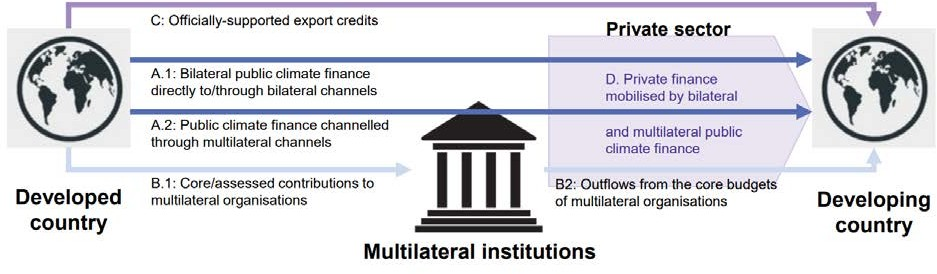 C: Officially-supported export credits
Private sector
A.1: Bilateral public climate finance
directly to/through bilateral channels
D. Private finance
mobilised by bilateral
A.2: Public climate finance channelled
through multilateral channels
and multilateral public
climate finance
B.1: Core/assessed contributions to
multilateral organisations
B2: Outflows from the core budgets
of multilateral organisations
Developed
country
Developing
country
Multilateral institutions